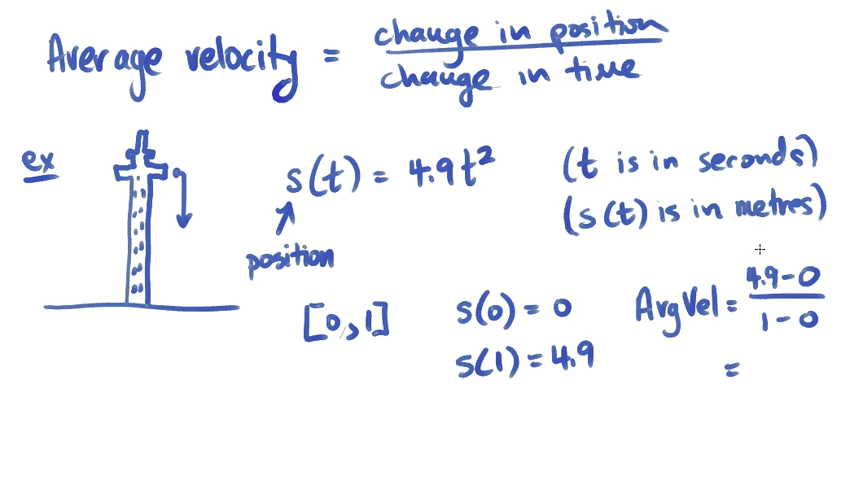 Average velocity = change in position / change in time
ex
s(t) = 4.9t² (t is in seconds)
(s(t) is in metres)
position
[0,1] s(0) = 0 AvgVel = 4.9-0 / 1-0
s(1) = 4.9 =